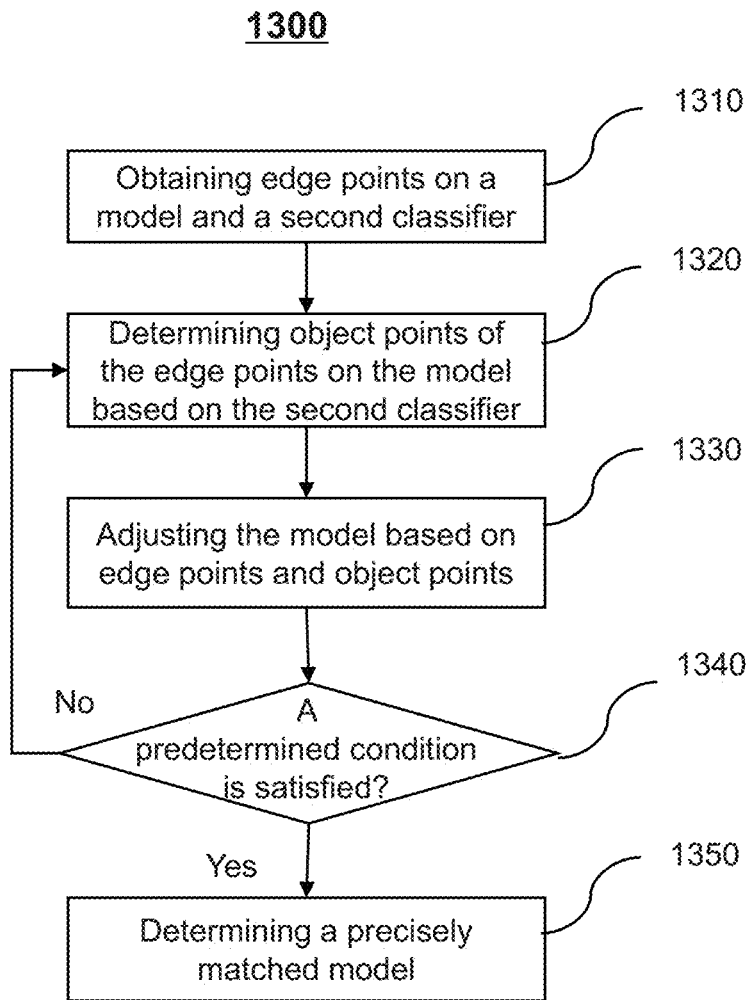 1300
1310
Obtaining edge points on a
model and a second classifier
1320
Determining object points of
the edge points on the model
based on the second classifier
1330
Adjusting the model based on
edge points and object points
1340
No
A
predetermined condition
is satisfied?
Yes
1350
Determining a precisely
matched model